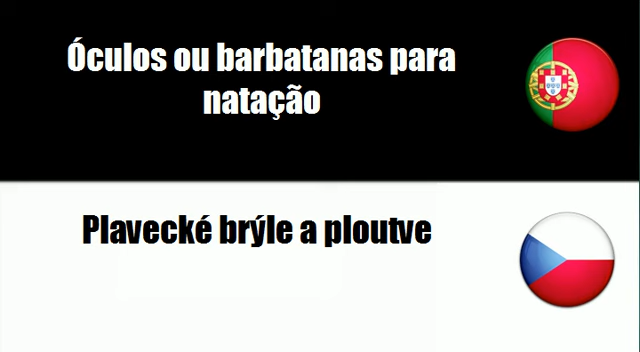 Óculos ou barbatanas para
natação
Plavecké brýle a ploutve